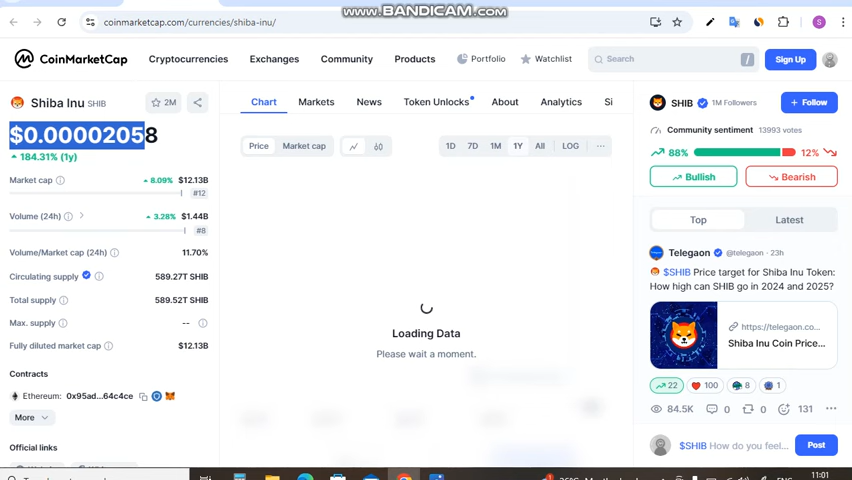 www.BANDICAM.com
coinmarketcap.com/currencies/shiba-inu/
S
CoinMarketCap Cryptocurrencies Exchanges Community Products Portfolio Watchlist Search / Sign Up
Shiba Inu SHIB 2M
$0.00002058
184.31% (1y)
Market cap 8.09% $12.13B
#12
Volume (24h) 3.28% $1.44B
#8
Volume/Market cap (24h) 11.70%
Circulating supply 589.27T SHIB
Total supply 589.52T SHIB
Max. supply --
Fully diluted market cap $12.13B
Contracts
Ethereum: 0x95ad...64c4ce
More
Official links
Chart Markets News Token Unlocks About Analytics Si
Price Market cap 1D 7D 1M 1Y All LOG ...
Loading Data
Please wait a moment.
SHIB 1M Followers + Follow
Community sentiment 13993 votes
88% 12%
Bullish Bearish
Top Latest
Telegaon @telegaon · 23h
$SHIB Price target for Shiba Inu Token:
How high can SHIB go in 2024 and 2025?
https://telegaon.co...
Shiba Inu Coin Price...
22 100 8 1
84.5K 0 0 131
$SHIB How do you feel... Post
ENG 11:01